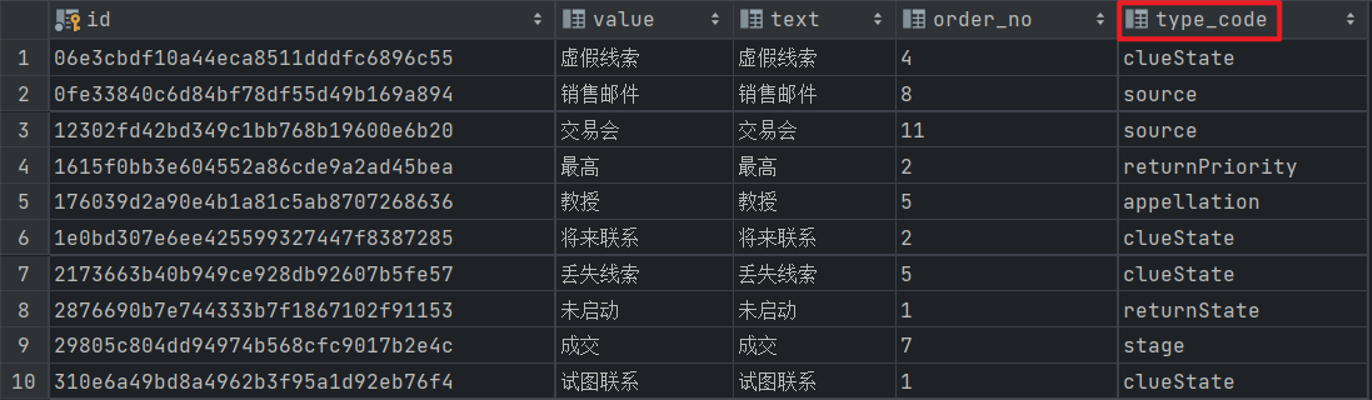 id value text order_no type_code
1 06e3cbdf10a44eca8511dddfc6896c55 虚假线索 虚假线索 4 clueState
2 0fe33840c6d84bf78df55d49b169a894 销售邮件 销售邮件 8 source
3 12302fd42bd349c1bb768b19600e6b20 交易会 交易会 11 source
4 1615f0bb3e604552a86cde9a2ad45bea 最高 最高 2 returnPriority
5 176039d2a90e4b1a81c5ab8707268636 教授 教授 5 appellation
6 1e0bd307e6ee425599327447f8387285 将来联系 将来联系 2 clueState
7 2173663b40b949ce928db92607b5fe57 丢失线索 丢失线索 5 clueState
8 2876690b7e744333b7f1867102f91153 未启动 未启动 1 returnState
9 29805c804dd94974b568cfc9017b2e4c 成交 成交 7 stage
10 310e6a49bd8a4962b3f95a1d92eb76f4 试图联系 试图联系 1 clueState